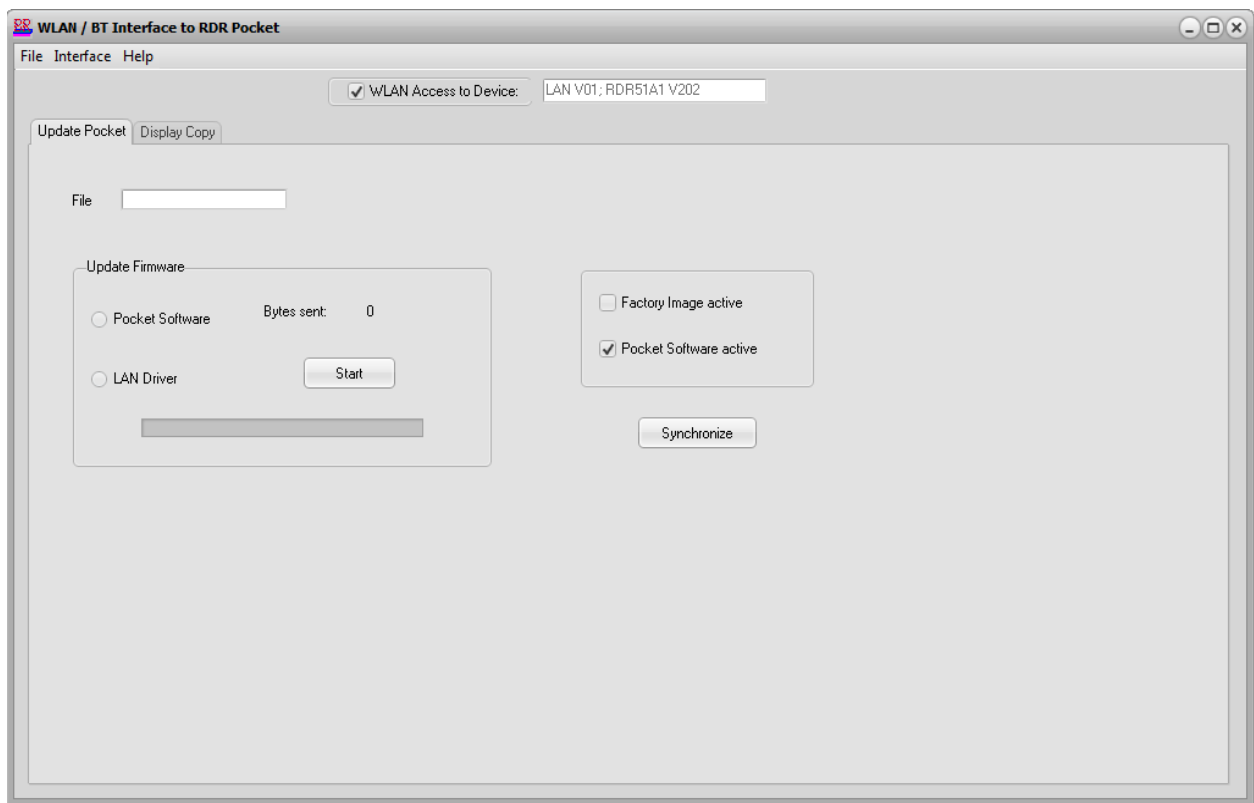 WLAN / BT Interface to RDR Pocket
File Interface Help
WLAN Access to Device: LAN V01; RDR51A1 V202
Update Pocket Display Copy
File
Update Firmware
Pocket Software Bytes sent: 0
LAN Driver Start
Factory Image active
Pocket Software active
Synchronize